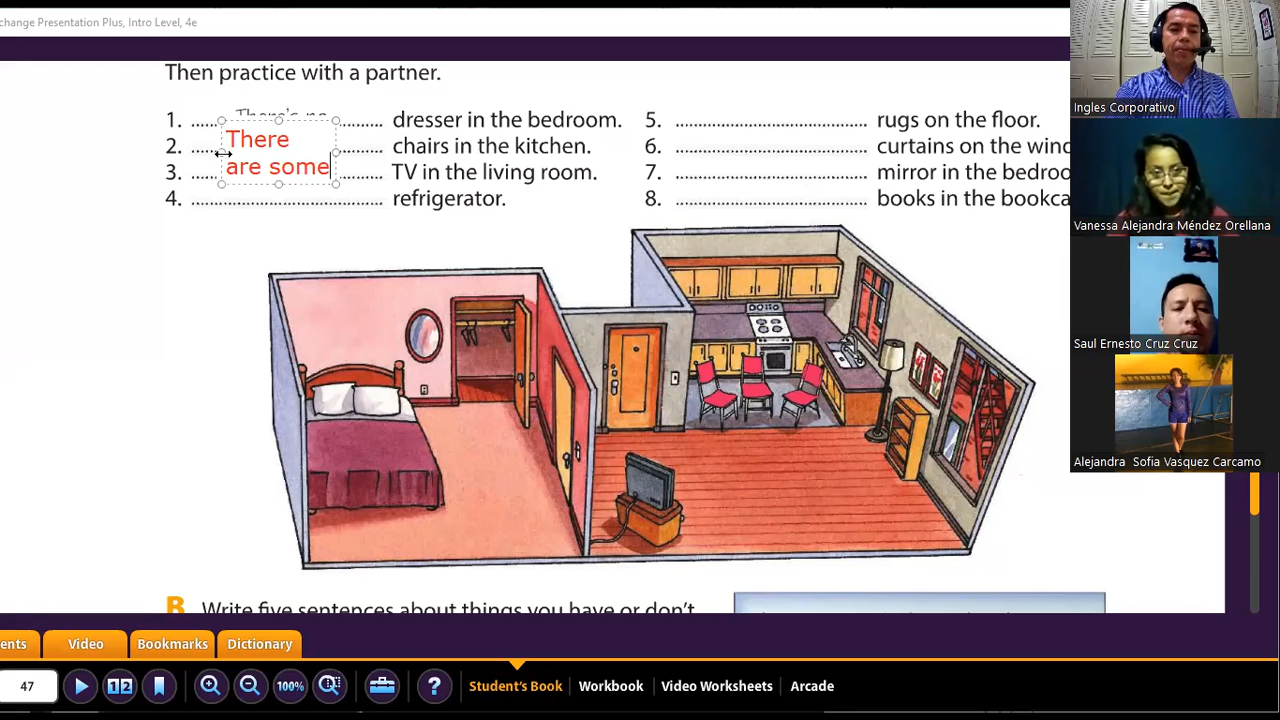 change Presentation Plus, Intro Level, 4e
Then practice with a partner.
1. There's no dresser in the bedroom.
2. chairs in the kitchen.
3. TV in the living room.
4. refrigerator.
There
are some
5. rugs on the floor.
6. curtains on the wind
7. mirror in the bedroo
8. books in the bookca
B Write five sentences about things you have or don't
Ingles Corporativo
Vanessa Alejandra Méndez Orellana
Saul Ernesto Cruz Cruz
Alejandra Sofia Vasquez Carcamo
ents Video Bookmarks Dictionary
47 12 100% ? Student's Book Workbook Video Worksheets Arcade